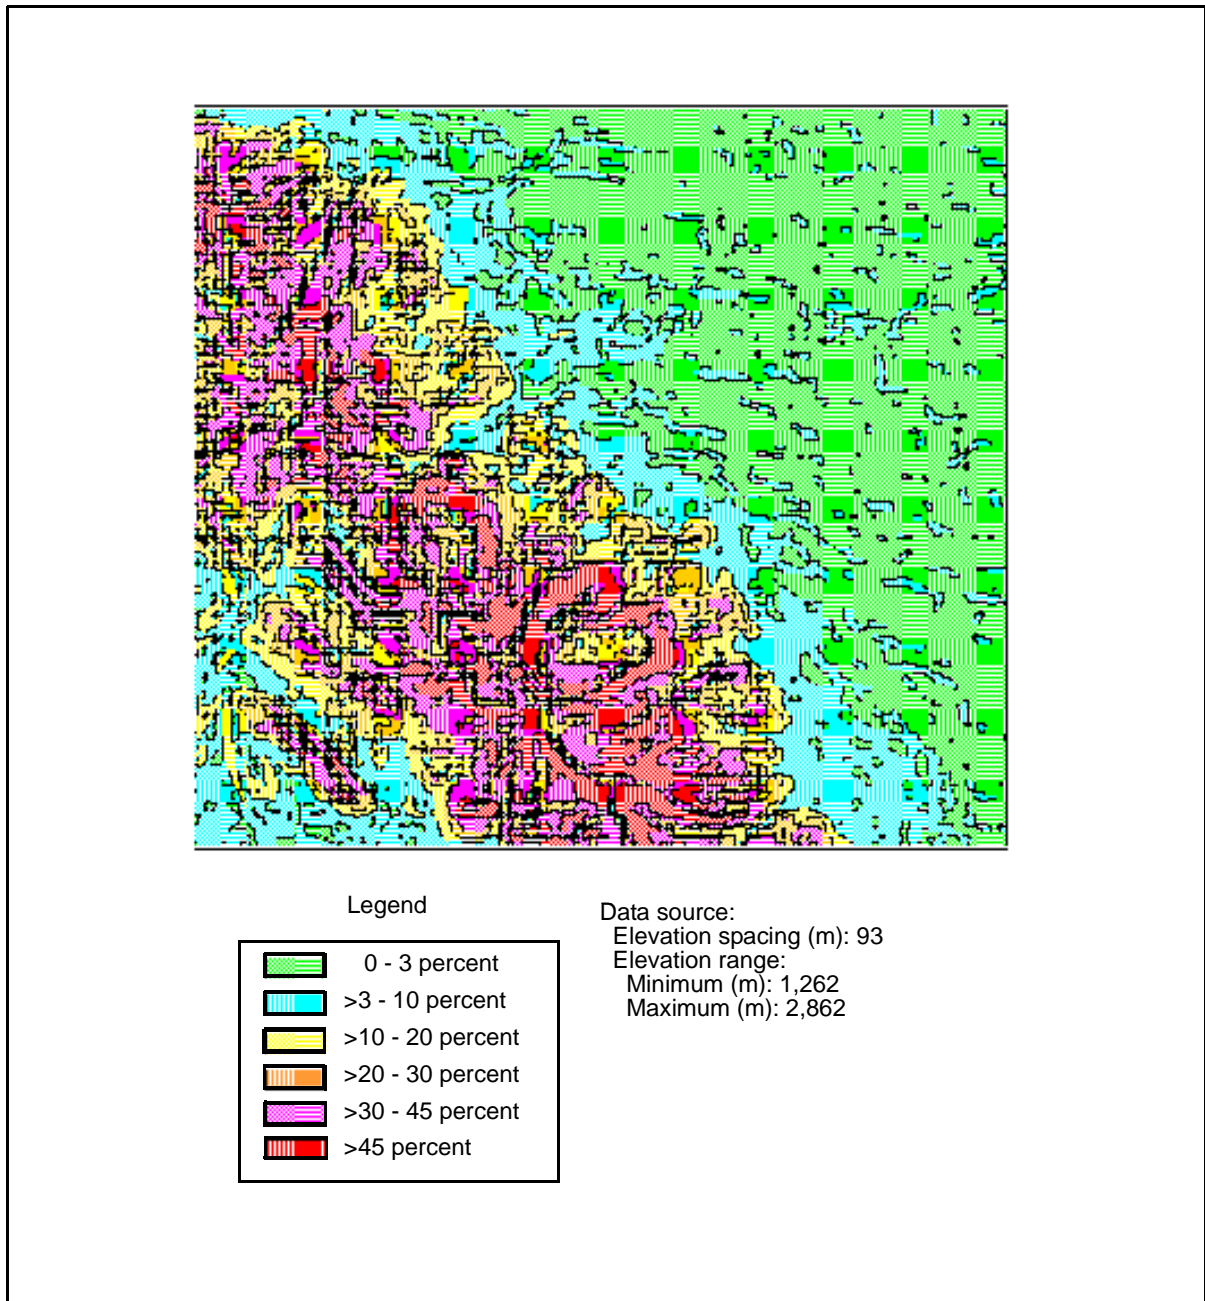 Legend
0 - 3 percent
>3 - 10 percent
>10 - 20 percent
>20 - 30 percent
>30 - 45 percent
>45 percent
Data source:
Elevation spacing (m): 93
Elevation range:
Minimum (m): 1,262
Maximum (m): 2,862